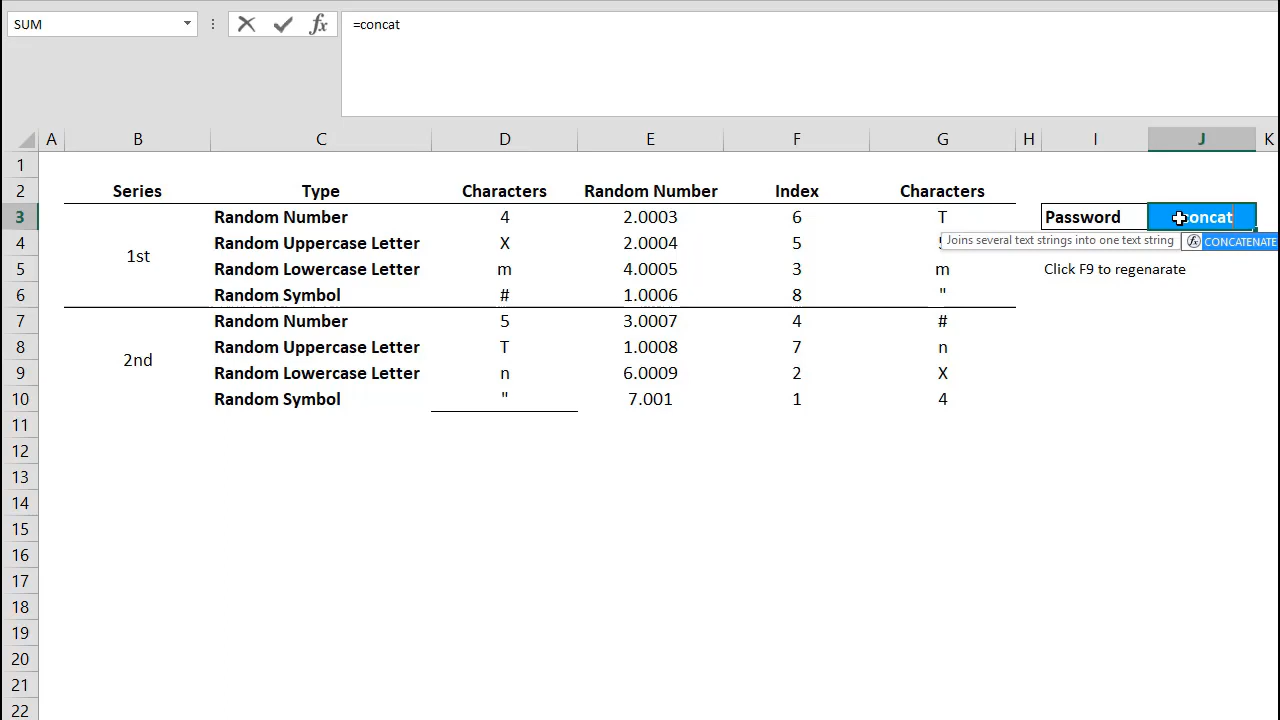 SUM =concat
A B C D E F G H I J K
1
2 Series Type Characters Random Number Index Characters
3 Random Number 4 2.0003 6 T Password =concat
4 Random Uppercase Letter X 2.0004 5 Joins several text strings into one text string CONCATENATE
1st
5 Random Lowercase Letter m 4.0005 3 m Click F9 to regenarate
6 Random Symbol # 1.0006 8 "
7 Random Number 5 3.0007 4 #
8 Random Uppercase Letter T 1.0008 7 n
2nd
9 Random Lowercase Letter n 6.0009 2 X
10 Random Symbol " 7.001 1 4
11
12
13
14
15
16
17
18
19
20
21
22